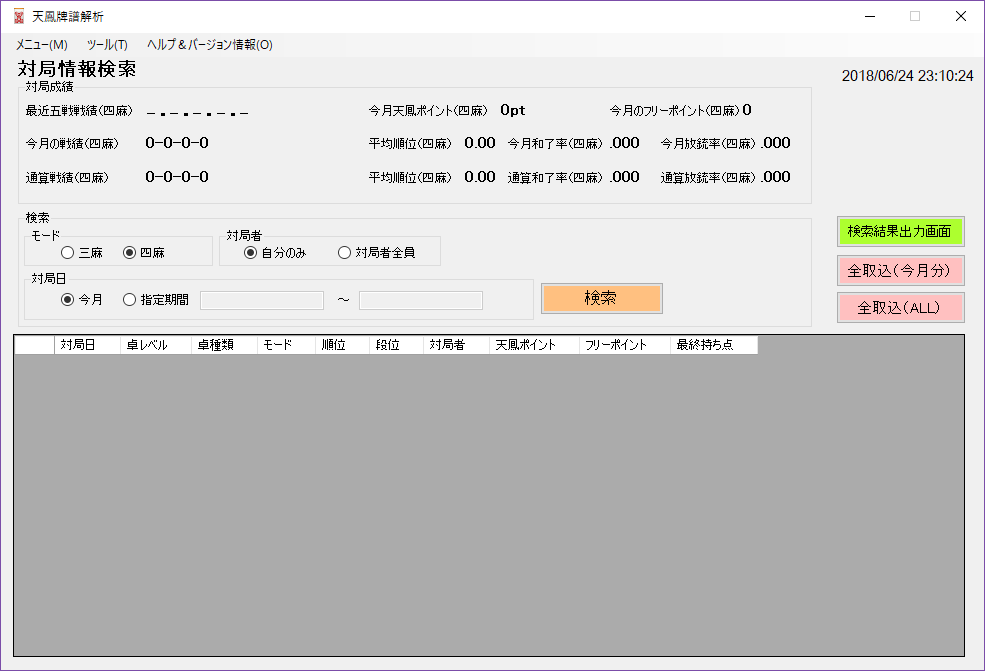 天鳳牌譜解析
メニュー(M) ツール(T) ヘルプ＆バージョン情報(O)
対局情報検索
2018/06/24 23:10:24
対局成績
最近五戦戦績(四麻) _._._._._ 今月天鳳ポイント(四麻) 0pt 今月のフリーポイント(四麻) 0
今月の戦績(四麻) 0-0-0-0 平均順位(四麻) 0.00 今月和了率(四麻) .000 今月放銃率(四麻) .000
通算戦績(四麻) 0-0-0-0 平均順位(四麻) 0.00 通算和了率(四麻) .000 通算放銃率(四麻) .000
検索
モード 対局者
三麻 四麻 自分のみ 対局者全員
対局日
今月 指定期間 ～ 検索
検索結果出力画面
全取込(今月分)
全取込(ALL)
対局日 卓レベル 卓種類 モード 順位 段位 対局者 天鳳ポイント フリーポイント 最終持ち点